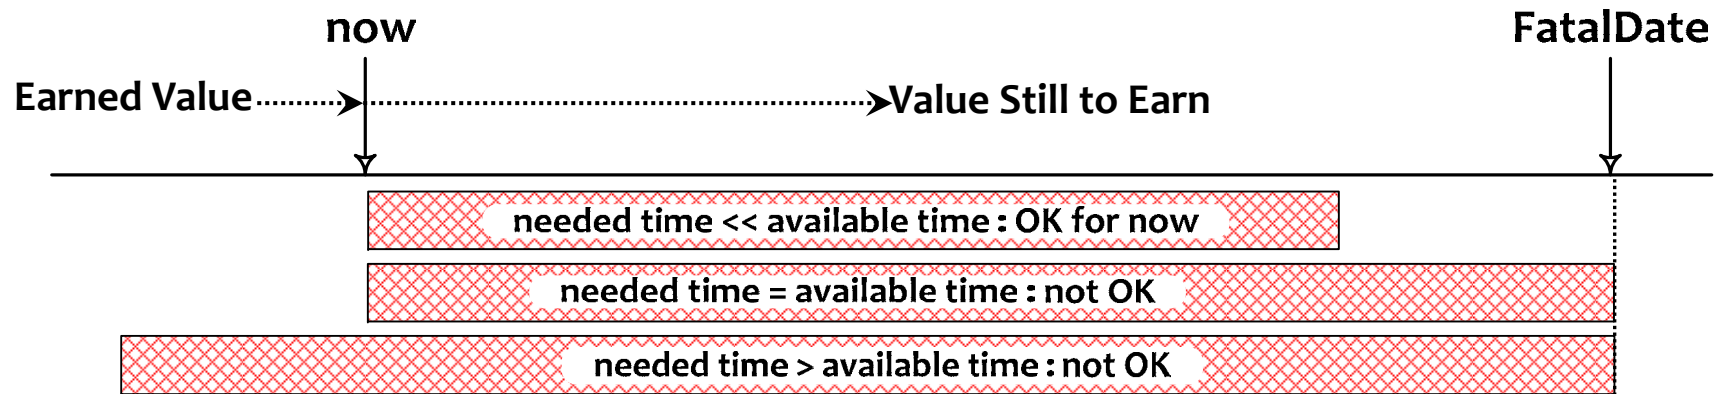 now
FatalDate
Earned Value
Value Still to Earn
needed time << available time : OK for now
needed time = available time : not OK
needed time > available time : not OK